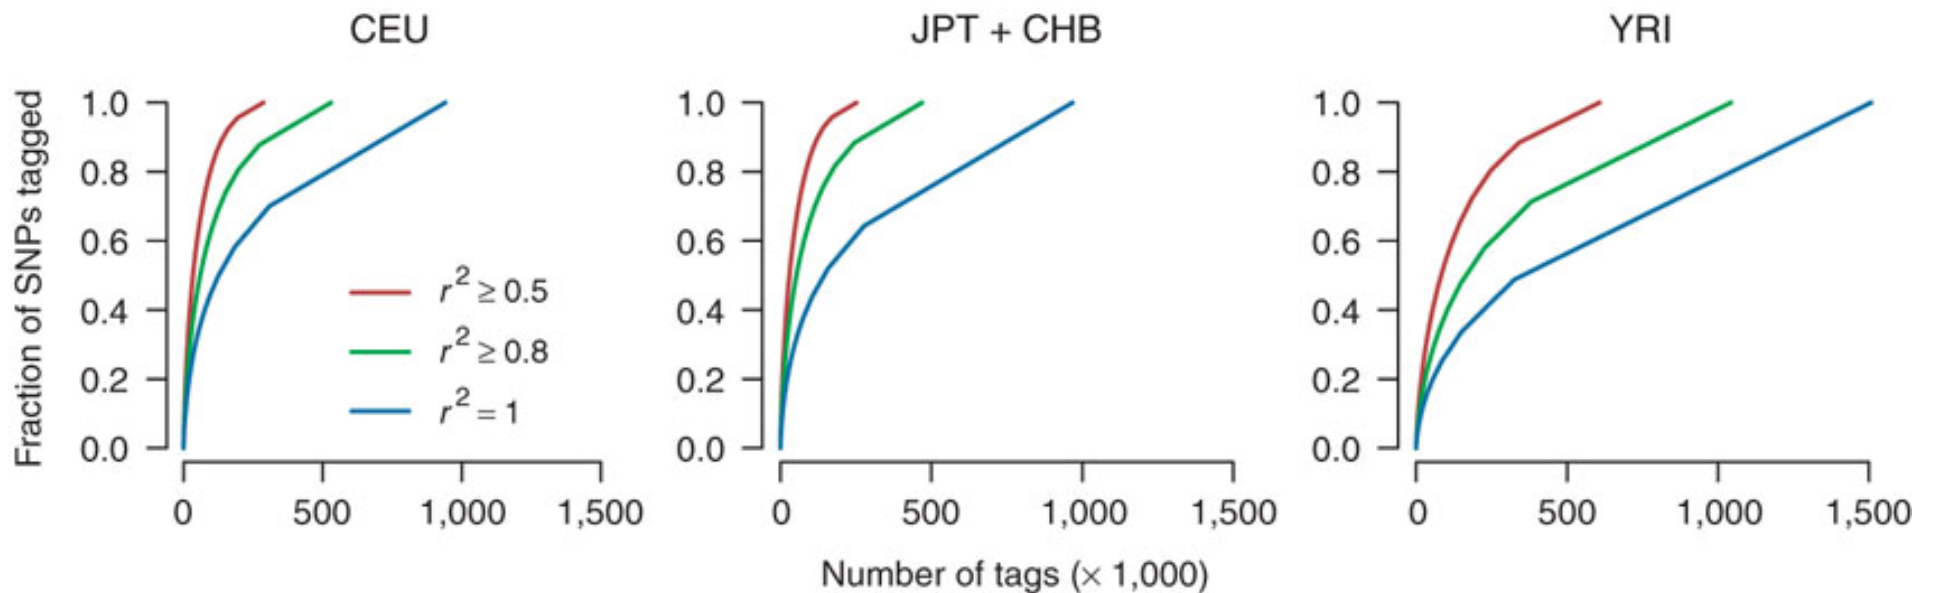 CEU
JPT + CHB
YRI
Fraction of SNPs tagged
1.0
0.8
0.6
0.4
0.2
0.0
r² ≥ 0.5
r² ≥ 0.8
r² = 1
0 500 1,000 1,500
1.0
0.8
0.6
0.4
0.2
0.0
0 500 1,000 1,500
1.0
0.8
0.6
0.4
0.2
0.0
0 500 1,000 1,500
Number of tags (× 1,000)